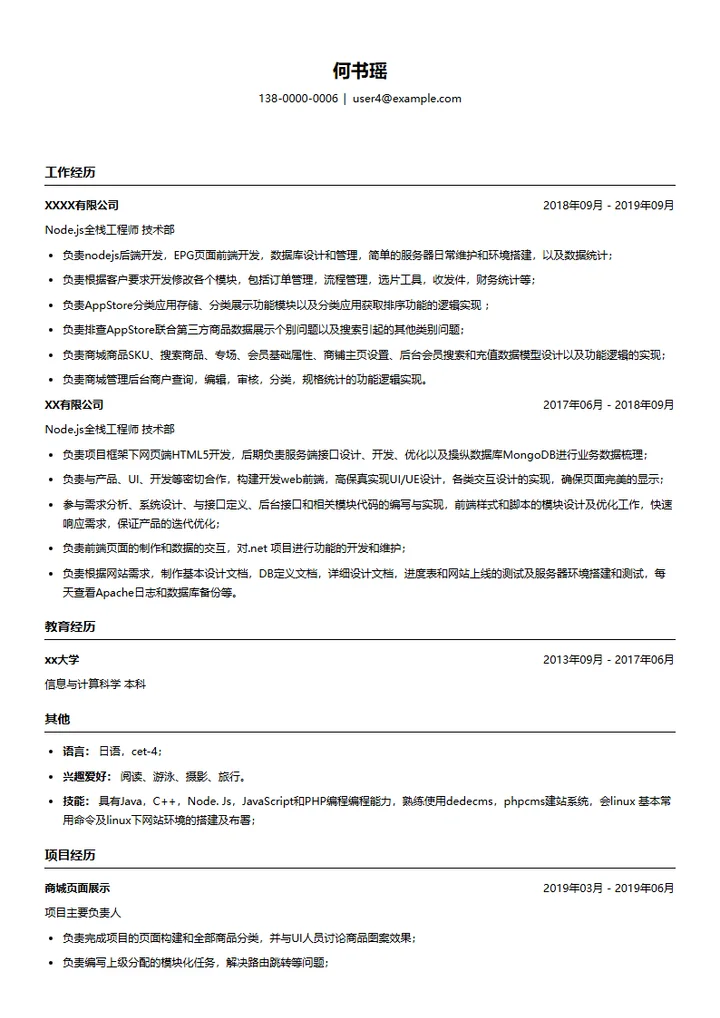 何书瑶
138-0000-0006 | user4@example.com
工作经历
XXXX有限公司 2018年09月 - 2019年09月
Node.js全栈工程师 技术部
• 负责nodejs后端开发，EPG页面前端开发，数据库设计和管理，简单的服务器日常维护和环境搭建，以及数据统计；
• 负责根据客户要求开发修改各个模块，包括订单管理，流程管理，选片工具，收发件，财务统计等；
• 负责AppStore分类应用存储、分类展示功能模块以及分类应用获取排序功能的逻辑实现 ；
• 负责排查AppStore联合第三方商品数据展示个别问题以及搜索引起的其他类别问题；
• 负责商城商品SKU、搜索商品、专场、会员基础属性、商铺主页设置、后台会员搜索和充值数据模型设计以及功能逻辑的实现；
• 负责商城管理后台商户查询，编辑，审核，分类，规格统计的功能逻辑实现。
XX有限公司 2017年06月 - 2018年09月
Node.js全栈工程师 技术部
• 负责项目框架下网页端HTML5开发，后期负责服务端接口设计、开发、优化以及操纵数据库MongoDB进行业务数据梳理；
• 负责与产品、UI、开发等密切合作，构建开发web前端，高保真实现UI/UE设计，各类交互设计的实现，确保页面完美的显示；
• 参与需求分析、系统设计、与接口定义、后台接口和相关模块代码的编写与实现，前端样式和脚本的模块设计及优化工作，快速
响应需求，保证产品的迭代优化；
• 负责前端页面的制作和数据的交互，对.net 项目进行功能的开发和维护；
• 负责根据网站需求，制作基本设计文档，DB定义文档，详细设计文档，进度表和网站上线的测试及服务器环境搭建和测试，每
天查看Apache日志和数据库备份等。
教育经历
xx大学 2013年09月 - 2017年06月
信息与计算科学 本科
其他
• 语言： 日语，cet-4；
• 兴趣爱好： 阅读、游泳、摄影、旅行。
• 技能： 具有Java，C++，Node. Js，JavaScript和PHP编程编程能力，熟练使用dedecms，phpcms建站系统，会linux 基本常
用命令及linux下网站环境的搭建及布署；
项目经历
商城页面展示 2019年03月 - 2019年06月
项目主要负责人
• 负责完成项目的页面构建和全部商品分类，并与UI人员讨论商品图案效果；
• 负责编写上级分配的模块化任务，解决路由跳转等问题；